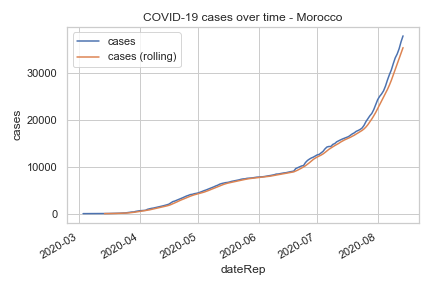 COVID-19 cases over time - Morocco
cases
cases (rolling)
cases
30000
20000
10000
0
2020-03
2020-04
2020-05
2020-06
2020-07
2020-08
dateRep